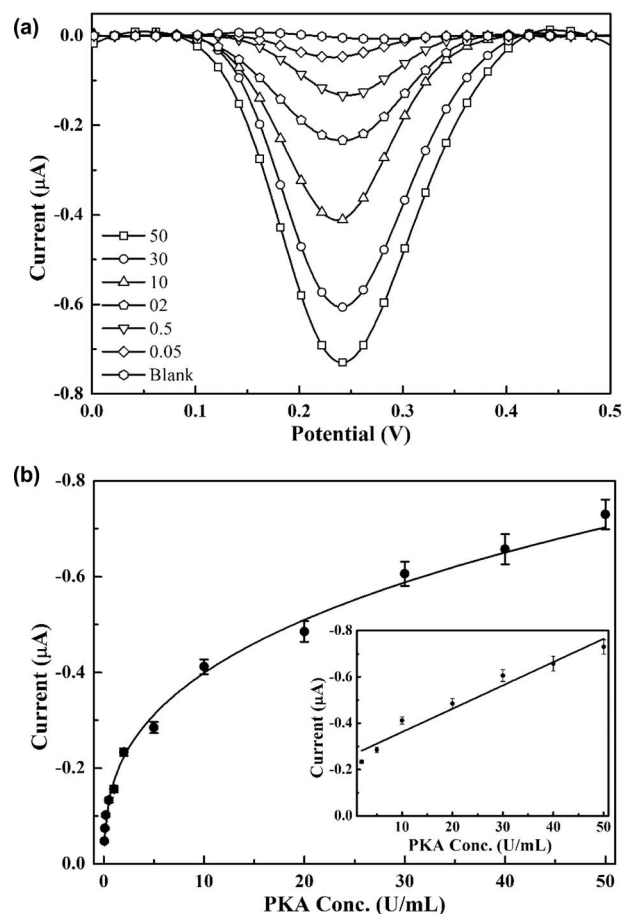 (a)
0.0
-0.2
-0.4
-0.6
-0.8
Current (μA)
50
30
10
02
0.5
0.05
Blank
0.0 0.1 0.2 0.3 0.4 0.5
Potential (V)
(b)
-0.8
-0.6
-0.4
-0.2
0.0
Current (μA)
-0.8
-0.6
-0.4
-0.2
0.0
Current (μA)
10 20 30 40 50
PKA Conc. (U/mL)
0 10 20 30 40 50
PKA Conc. (U/mL)